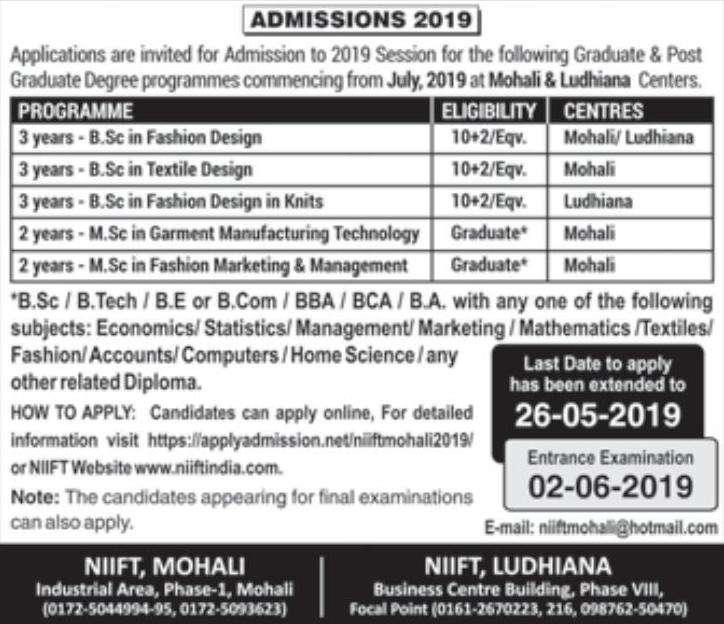 ADMISSIONS 2019
Applications are invited for Admission to 2019 Session for the following Graduate & Post
Graduate Degree programmes commencing from July, 2019 at Mohali & Ludhiana Centers.
PROGRAMME ELIGIBILITY CENTRES
3 years - B.Sc in Fashion Design 10+2/Eqv. Mohali/ Ludhiana
3 years - B.Sc in Textile Design 10+2/Eqv. Mohali
3 years - B.Sc in Fashion Design in Knits 10+2/Eqv. Ludhiana
2 years - M.Sc in Garment Manufacturing Technology Graduate* Mohali
2 years - M.Sc in Fashion Marketing & Management Graduate* Mohali
*B.Sc / B.Tech / B.E or B.Com / BBA / BCA / B.A. with any one of the following
subjects: Economics/ Statistics/ Management/ Marketing / Mathematics /Textiles/
Fashion/ Accounts/ Computers / Home Science / any
other related Diploma.
HOW TO APPLY: Candidates can apply online, For detailed
information visit https://applyadmission.net/niiftmohali2019/
or NIIFT Website www.niiftindia.com.
Note: The candidates appearing for final examinations
can also apply.
Last Date to apply
has been extended to
26-05-2019
Entrance Examination
02-06-2019
E-mail: niiftmohali@hotmail.com
NIIFT, MOHALI
Industrial Area, Phase-1, Mohali
(0172-5044994-95, 0172-5093623)
NIIFT, LUDHIANA
Business Centre Building, Phase VIII,
Focal Point (0161-2670223, 216, 098762-50470)